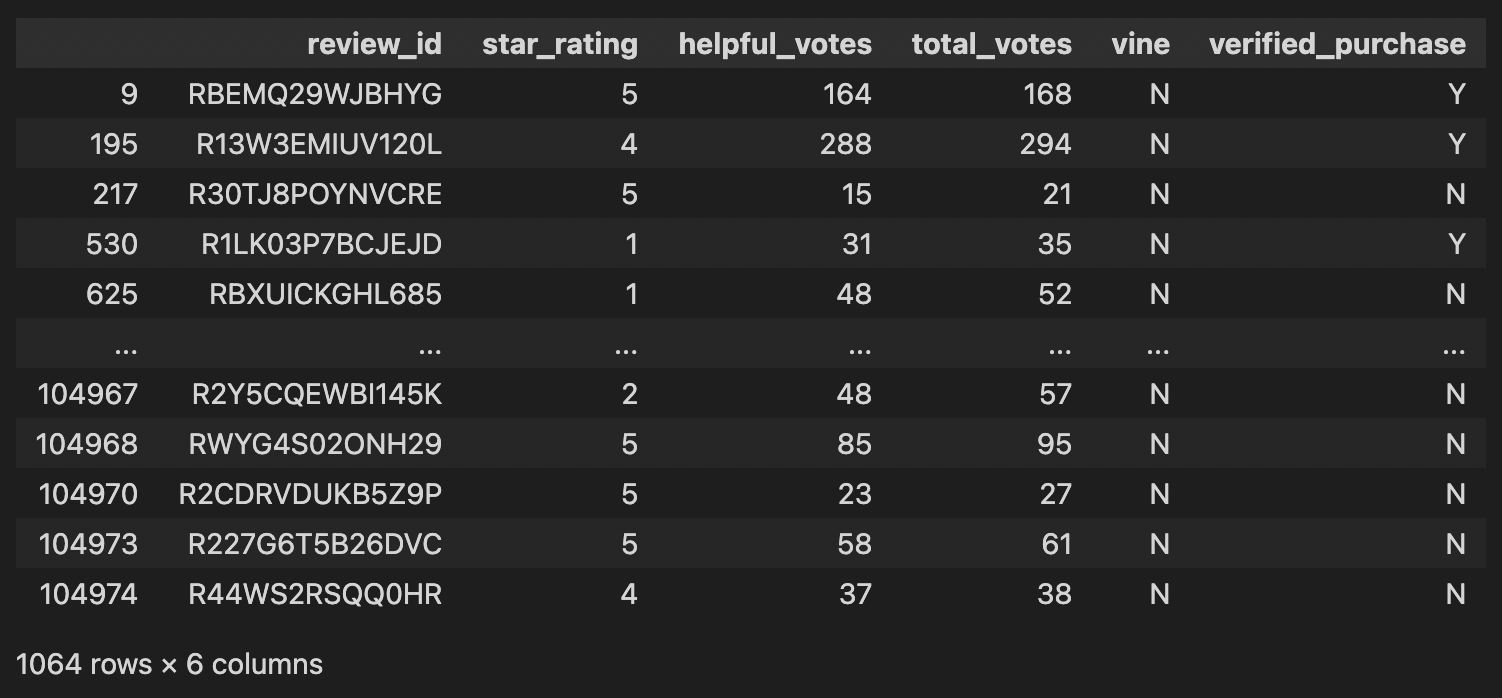 review_id star_rating helpful_votes total_votes vine verified_purchase
9 RBEMQ29WJBHYG 5 164 168 N Y
195 R13W3EMIUV120L 4 288 294 N Y
217 R30TJ8POYNVCRE 5 15 21 N N
530 R1LK03P7BCJEJD 1 31 35 N Y
625 RBXUICKGHL685 1 48 52 N N
... ... ... ... ... ... ...
104967 R2Y5CQEWBI145K 2 48 57 N N
104968 RWYG4S02ONH29 5 85 95 N N
104970 R2CDRVDUKB5Z9P 5 23 27 N N
104973 R227G6T5B26DVC 5 58 61 N N
104974 R44WS2RSQQ0HR 4 37 38 N N
1064 rows × 6 columns